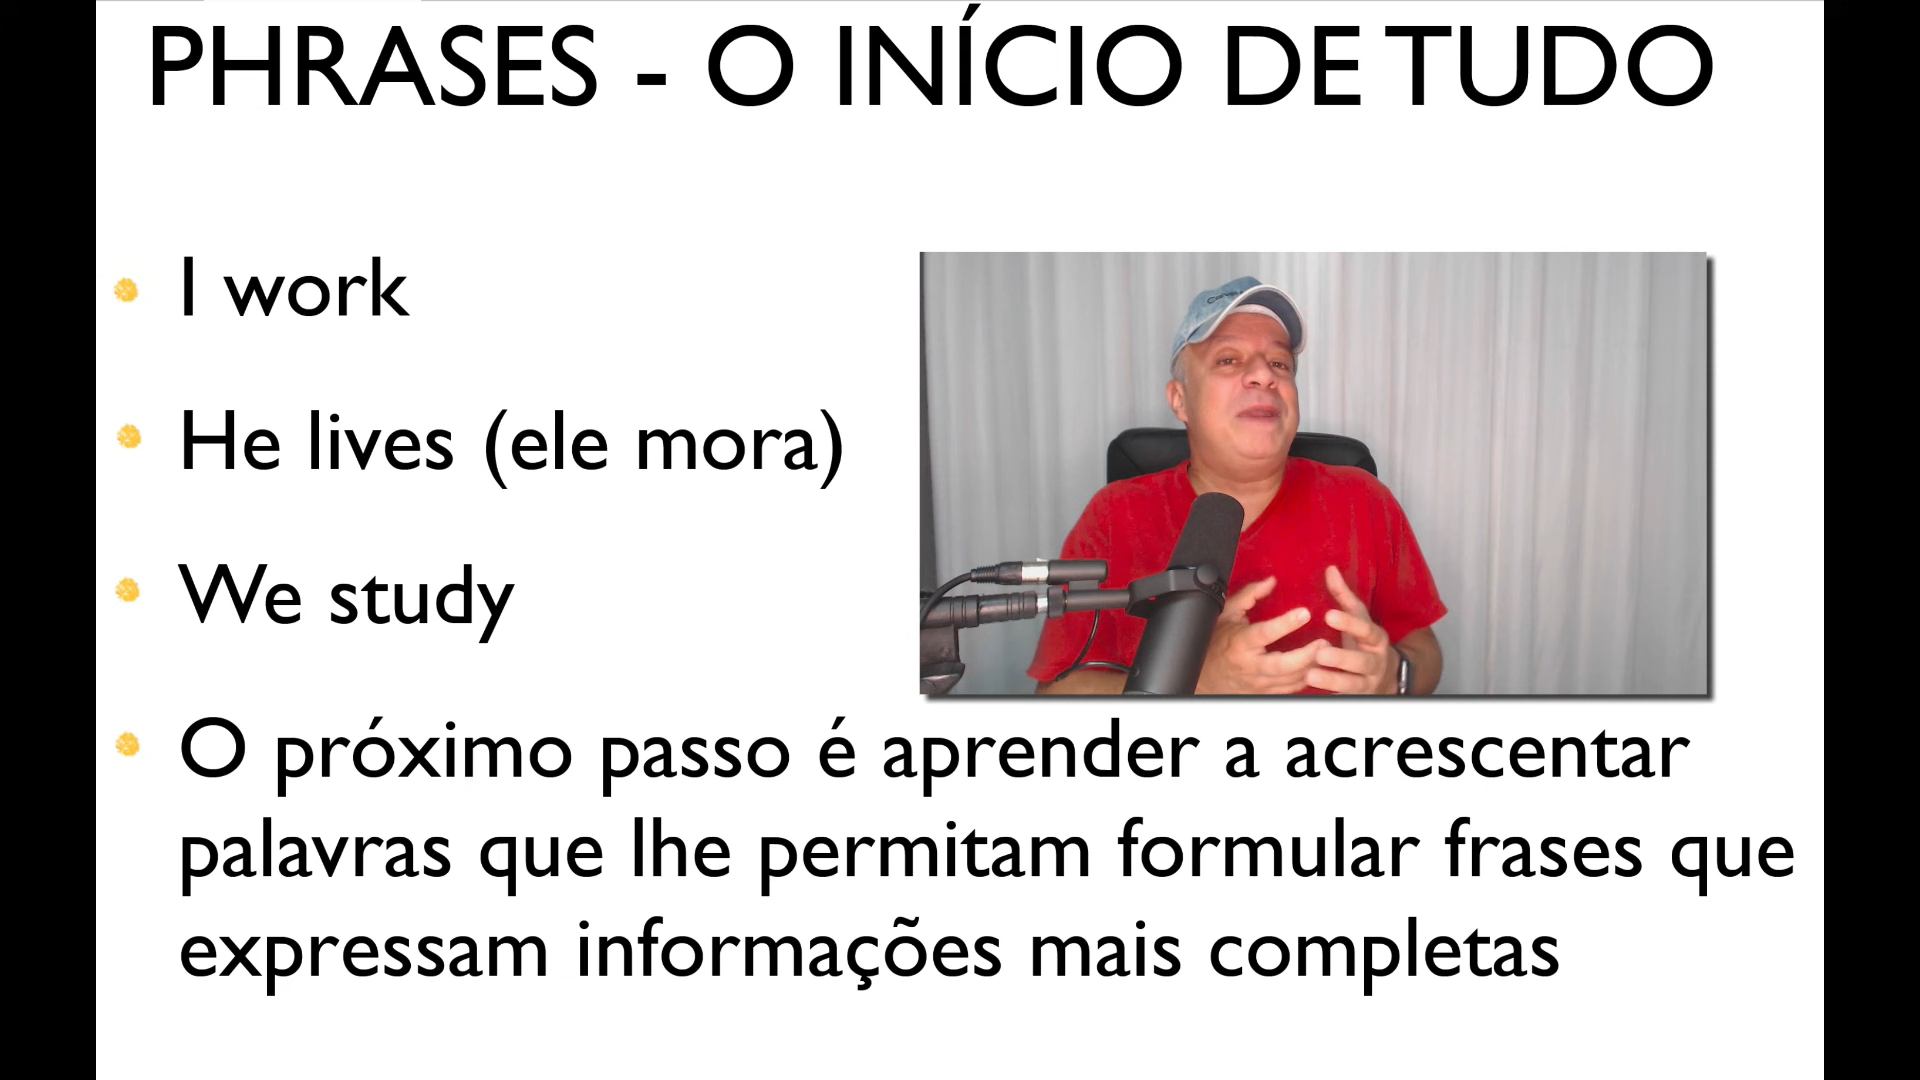 PHRASES - O INÍCIO DE TUDO
I work
He lives (ele mora)
We study
O próximo passo é aprender a acrescentar
palavras que lhe permitam formular frases que
expressam informações mais completas